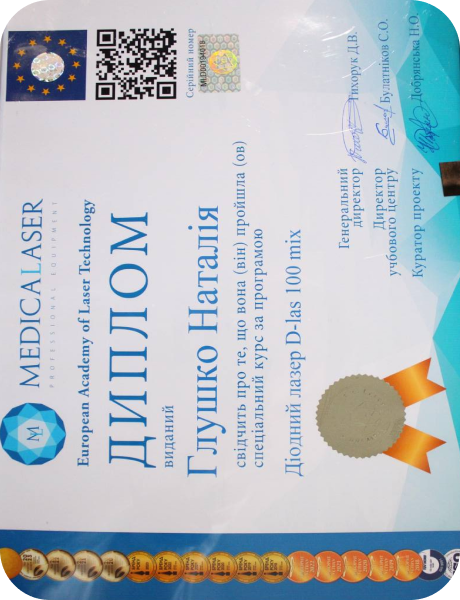 MEDICALASER
PROFESSIONAL EQUIPMENT
Серійний номер
MLD00194018
European Academy of Laser Technology
ДИПЛОМ
виданий
Глушко Наталія
свідчить про те, що вона (він) пройшла (ов)
спеціальний курс за програмою
Діодний лазер D-las 100 mix
Генеральний
директор
Тихорук Д.В.
Директор
учбового центру
Булатніков С.О.
Куратор проекту
Добрянська Н.О.